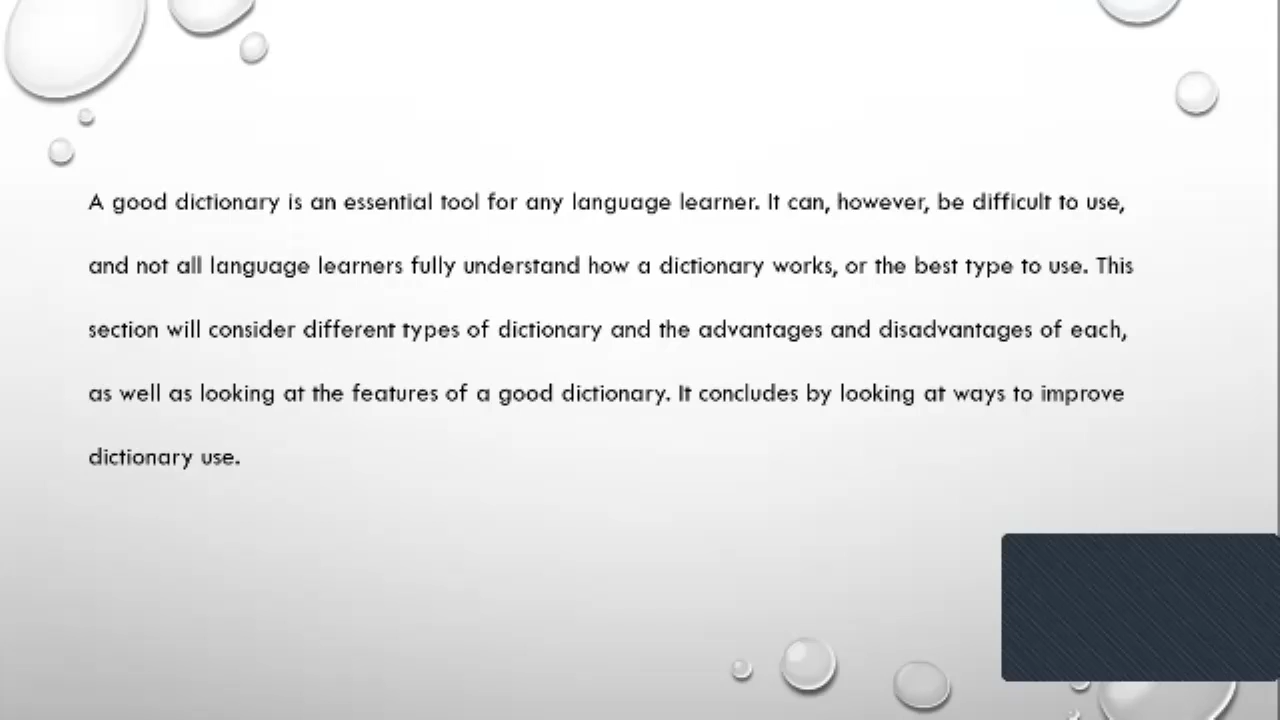 A good dictionary is an essential tool for any language learner. It can, however, be difficult to use,
and not all language learners fully understand how a dictionary works, or the best type to use. This
section will consider different types of dictionary and the advantages and disadvantages of each,
as well as looking at the features of a good dictionary. It concludes by looking at ways to improve
dictionary use.